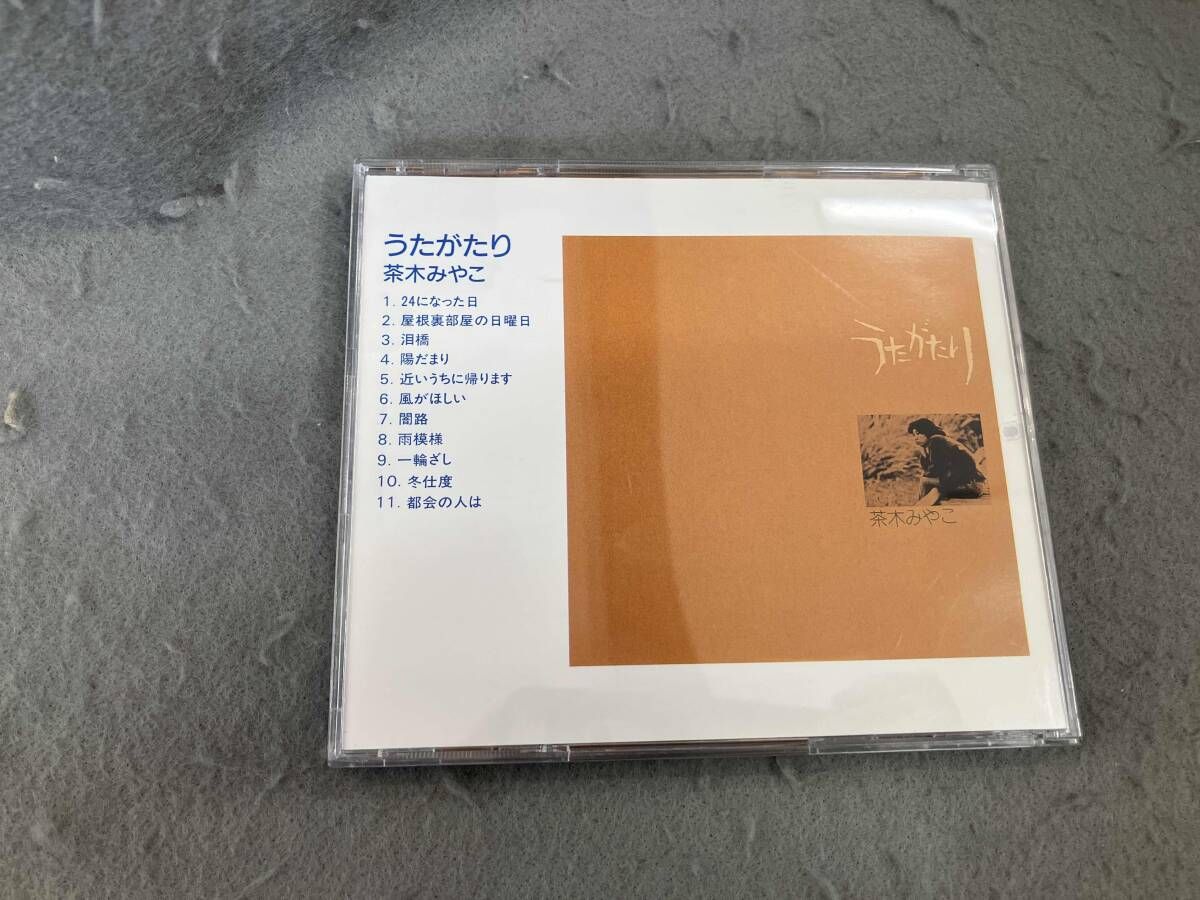 うたがたり
茶木みやこ
1. 24になった日
2. 屋根裏部屋の日曜日
3. 泪橋
4. 陽だまり
5. 近いうちに帰ります
6. 風がほしい
7. 闇路
8. 雨模様
9. 一輪ざし
10. 冬仕度
11. 都会の人は
うたがたり
茶木みやこ